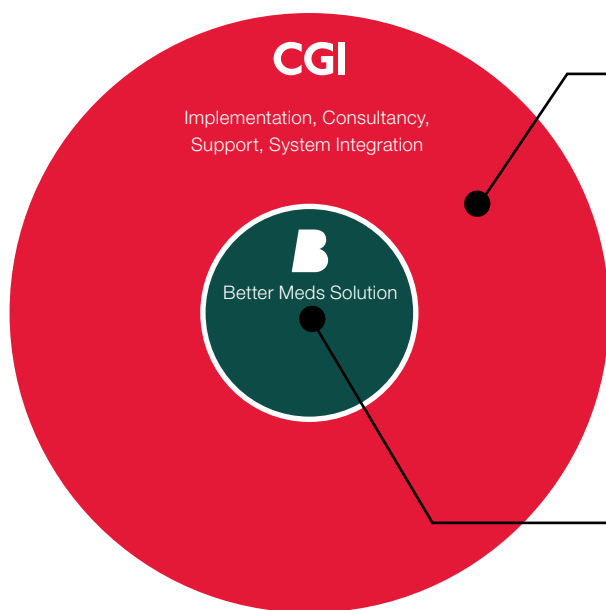 CGI
Implementation, Consultancy,
Support, System Integration
B
Better Meds Solution